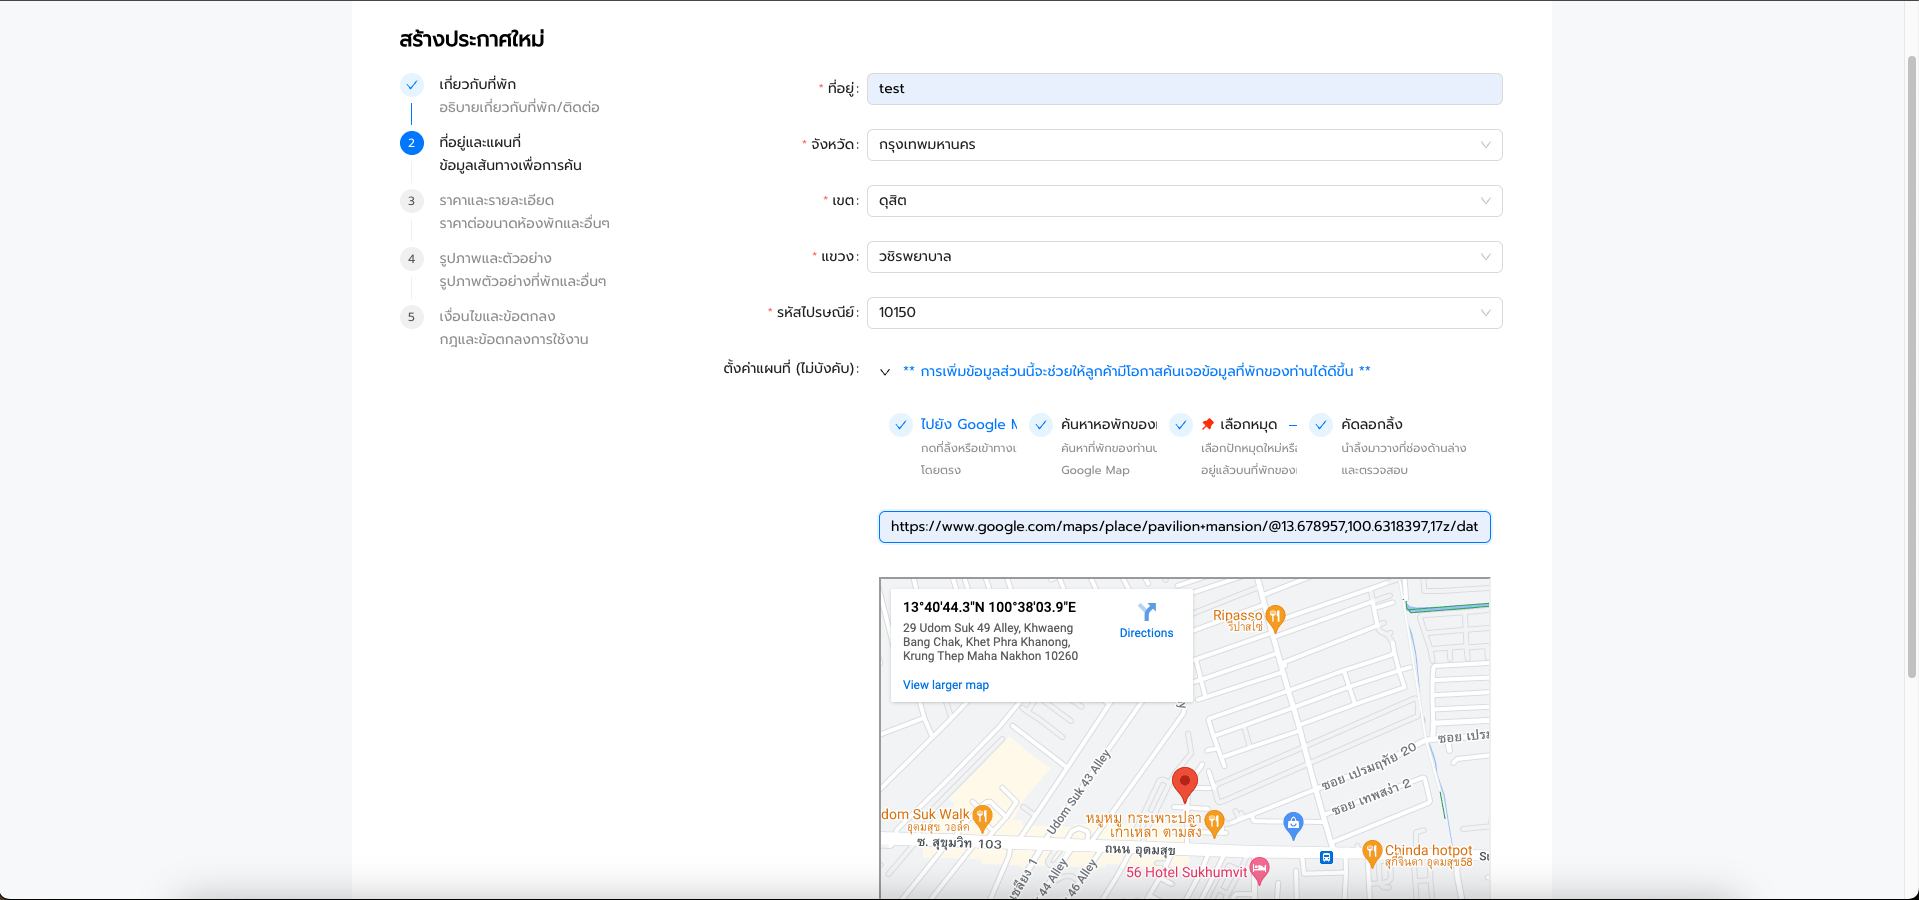 สร้างประกาศใหม่
เกี่ยวกับที่พัก
อธิบายเกี่ยวกับที่พัก/ติดต่อ
2
ที่อยู่และแผนที่
ข้อมูลเส้นทางเพื่อการค้น
3
ราคาและรายละเอียด
ราคาต่อขนาดห้องพักและอื่นๆ
4
รูปภาพและตัวอย่าง
รูปภาพตัวอย่างที่พักและอื่นๆ
5
เงื่อนไขและข้อตกลง
กฎและข้อตกลงการใช้งาน
* ที่อยู่: test
* จังหวัด: กรุงเทพมหานคร
* เขต: ดุสิต
* แขวง: วชิรพยาบาล
* รหัสไปรษณีย์: 10150
ตั้งค่าแผนที่ (ไม่บังคับ): ** การเพิ่มข้อมูลส่วนนี้จะช่วยให้ลูกค้ามีโอกาสค้นเจอข้อมูลที่พักของท่านได้ดีขึ้น **
ไปยัง Google M
กดที่ลิ้งหรือเข้าทางเ
โดยตรง
ค้นหาหอพักของ
ค้นหาที่พักของท่านบ
Google Map
เลือกหมุด
เลือกปักหมุดใหม่หรือ
อยู่แล้วบนที่พักของ
คัดลอกลิ้ง
นำลิ้งมาวางที่ช่องด้านล่าง
และตรวจสอบ
https://www.google.com/maps/place/pavilion+mansion/@13.678957,100.6318397,17z/dat
13°40'44.3"N 100°38'03.9"E
29 Udom Suk 49 Alley, Khwaeng
Bang Chak, Khet Phra Khanong,
Krung Thep Maha Nakhon 10260
Directions
View larger map
Ripasso
ริปาสโซ่
ซอย เปรม
ซอย เปรมฤทัย 20
ซอย เทพสง่า 2
Udom Suk 43 Alley
dom Suk Walk
อุดมสุข วอล์ค
หมูหมู กระเพาะปลา
เกาเหลา ตามสั่ง
ซ. สุขุมวิท 103
ถนน อุดมสุข
Chinda hotpot
สุกี้จินดา อุดมสุข58
56 Hotel Sukhumvit
44 Alley
46 Alley